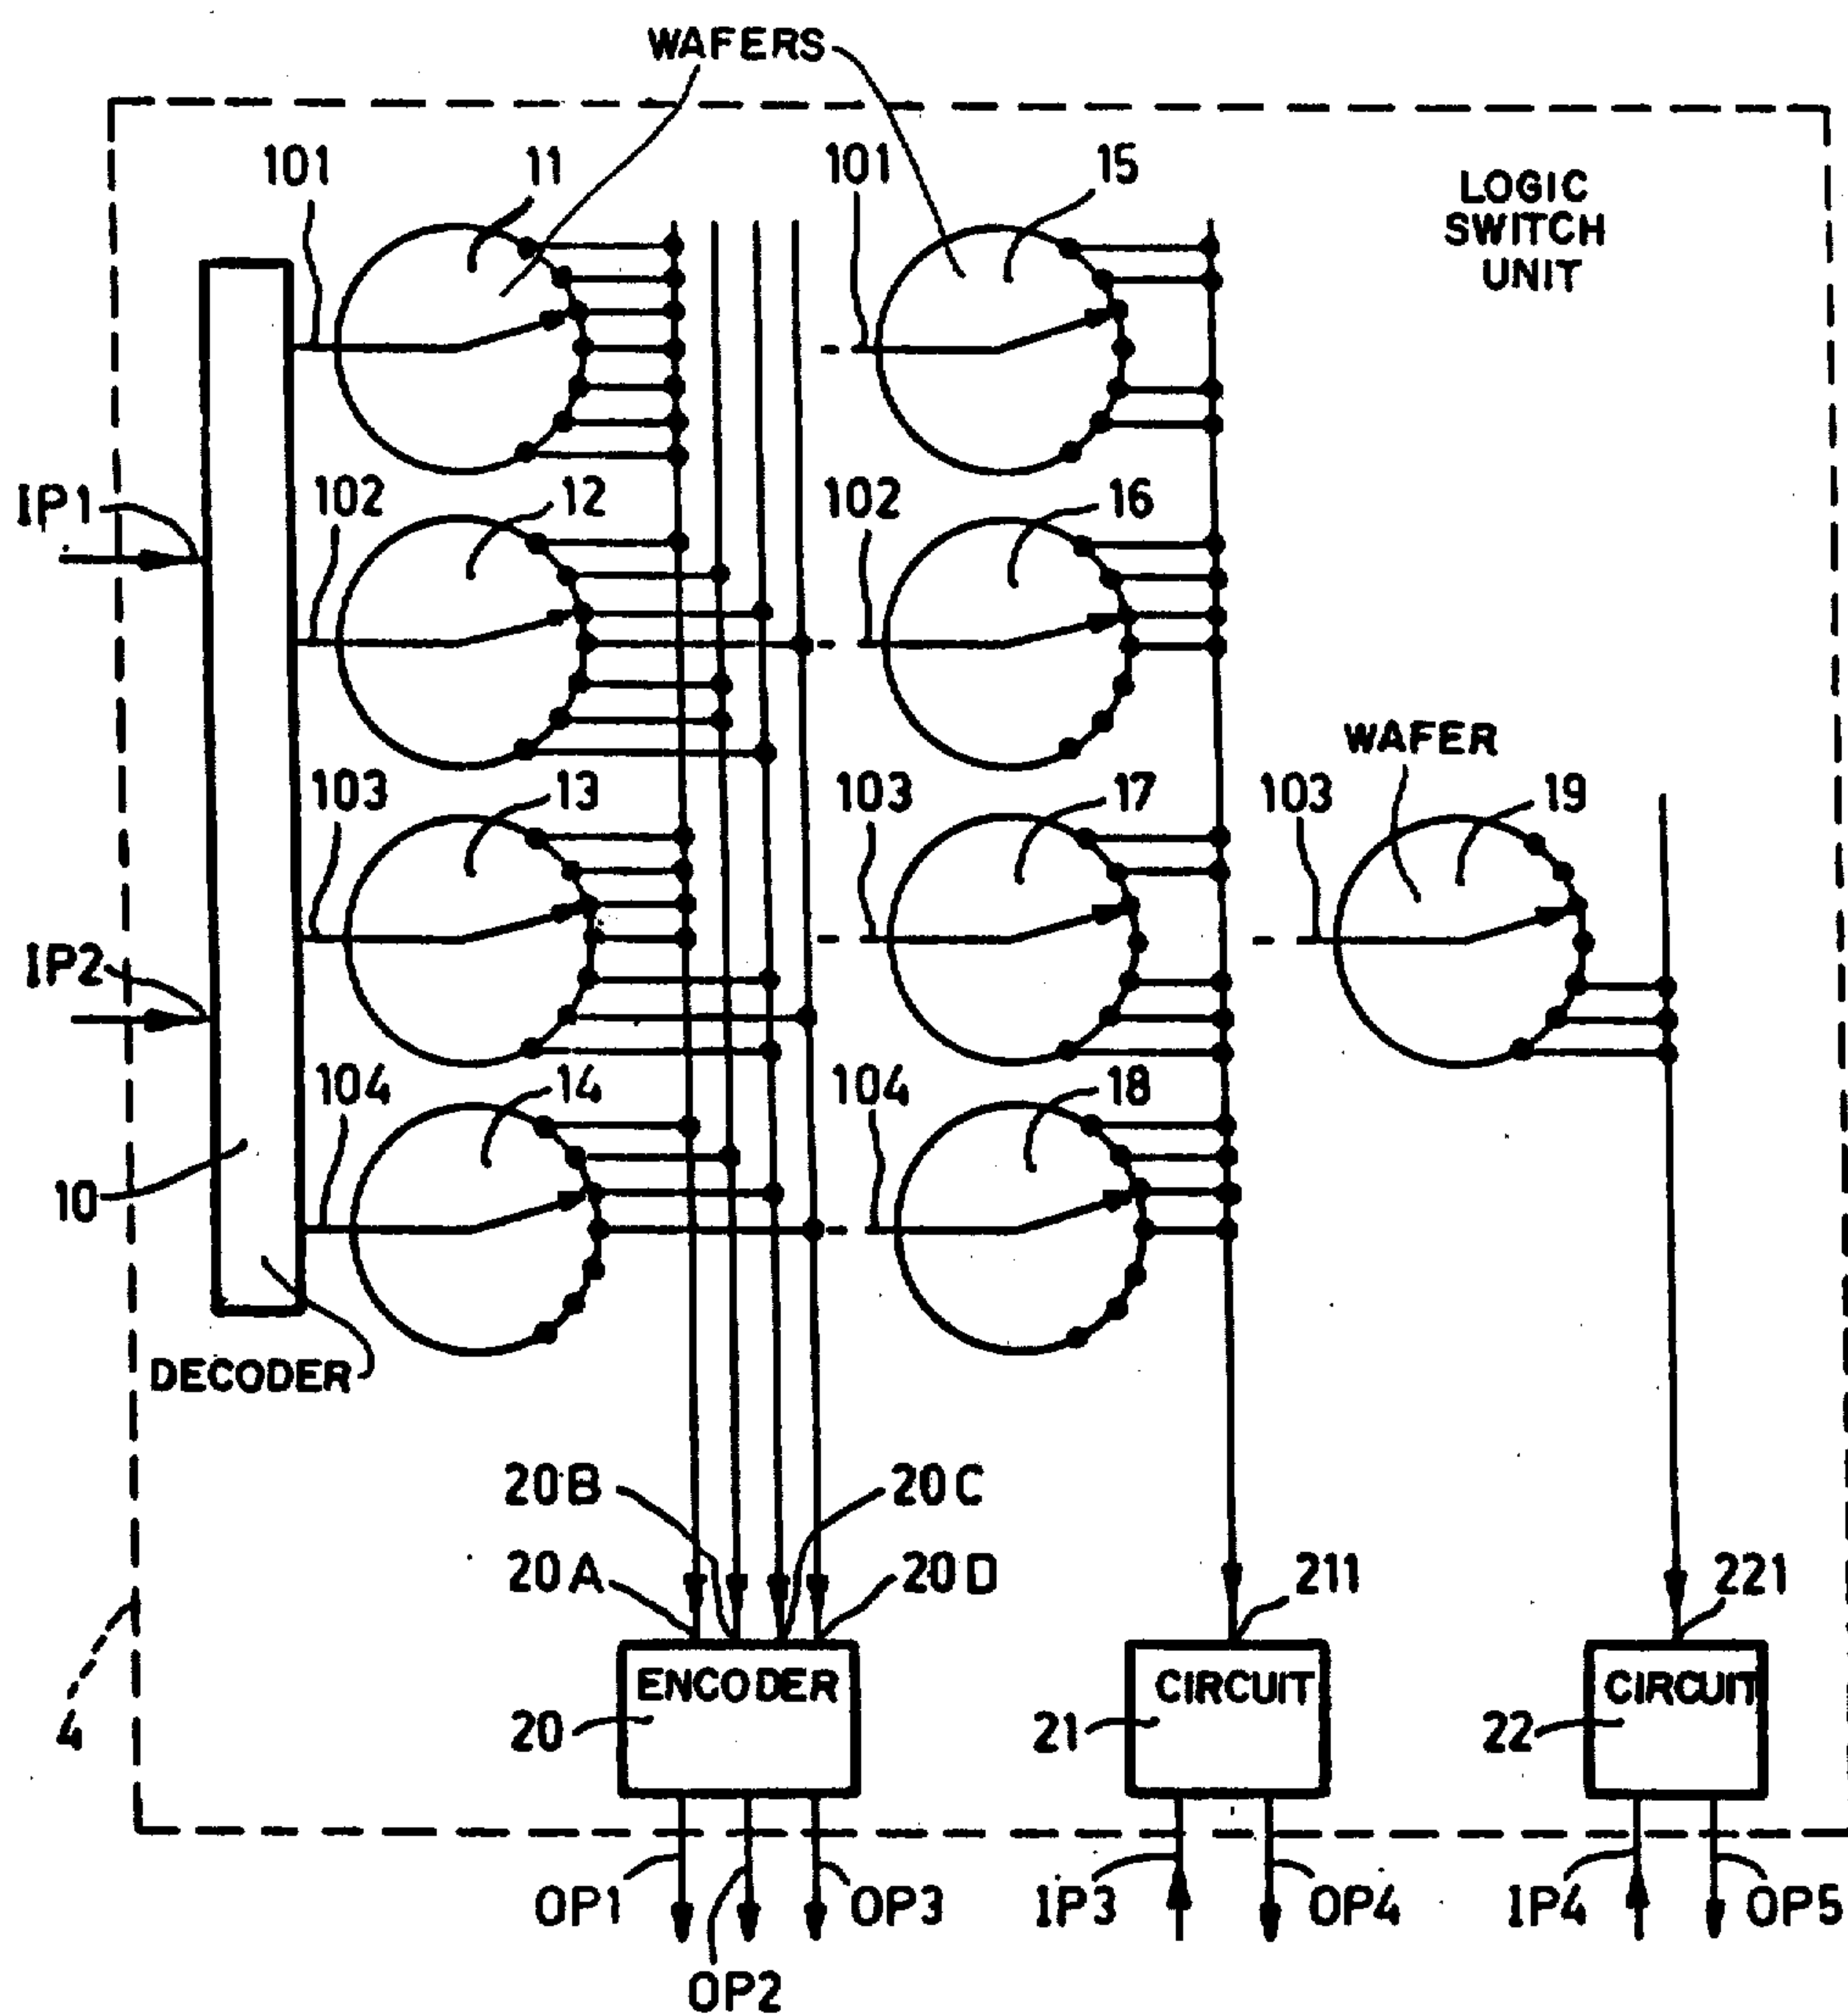 WAFERS
101
11
101
15
LOGIC
SWITCH
UNIT
IP1
102
12
102
16
WAFER
103
13
103
17
103
19
IP2
104
14
104
18
10
DECODER
20B
20C
20A
20D
211
221
ENCODER
CIRCUIT
CIRCUIT
4
20
21
22
OP1
OP3
IP3
OP4
IP4
OP5
OP2